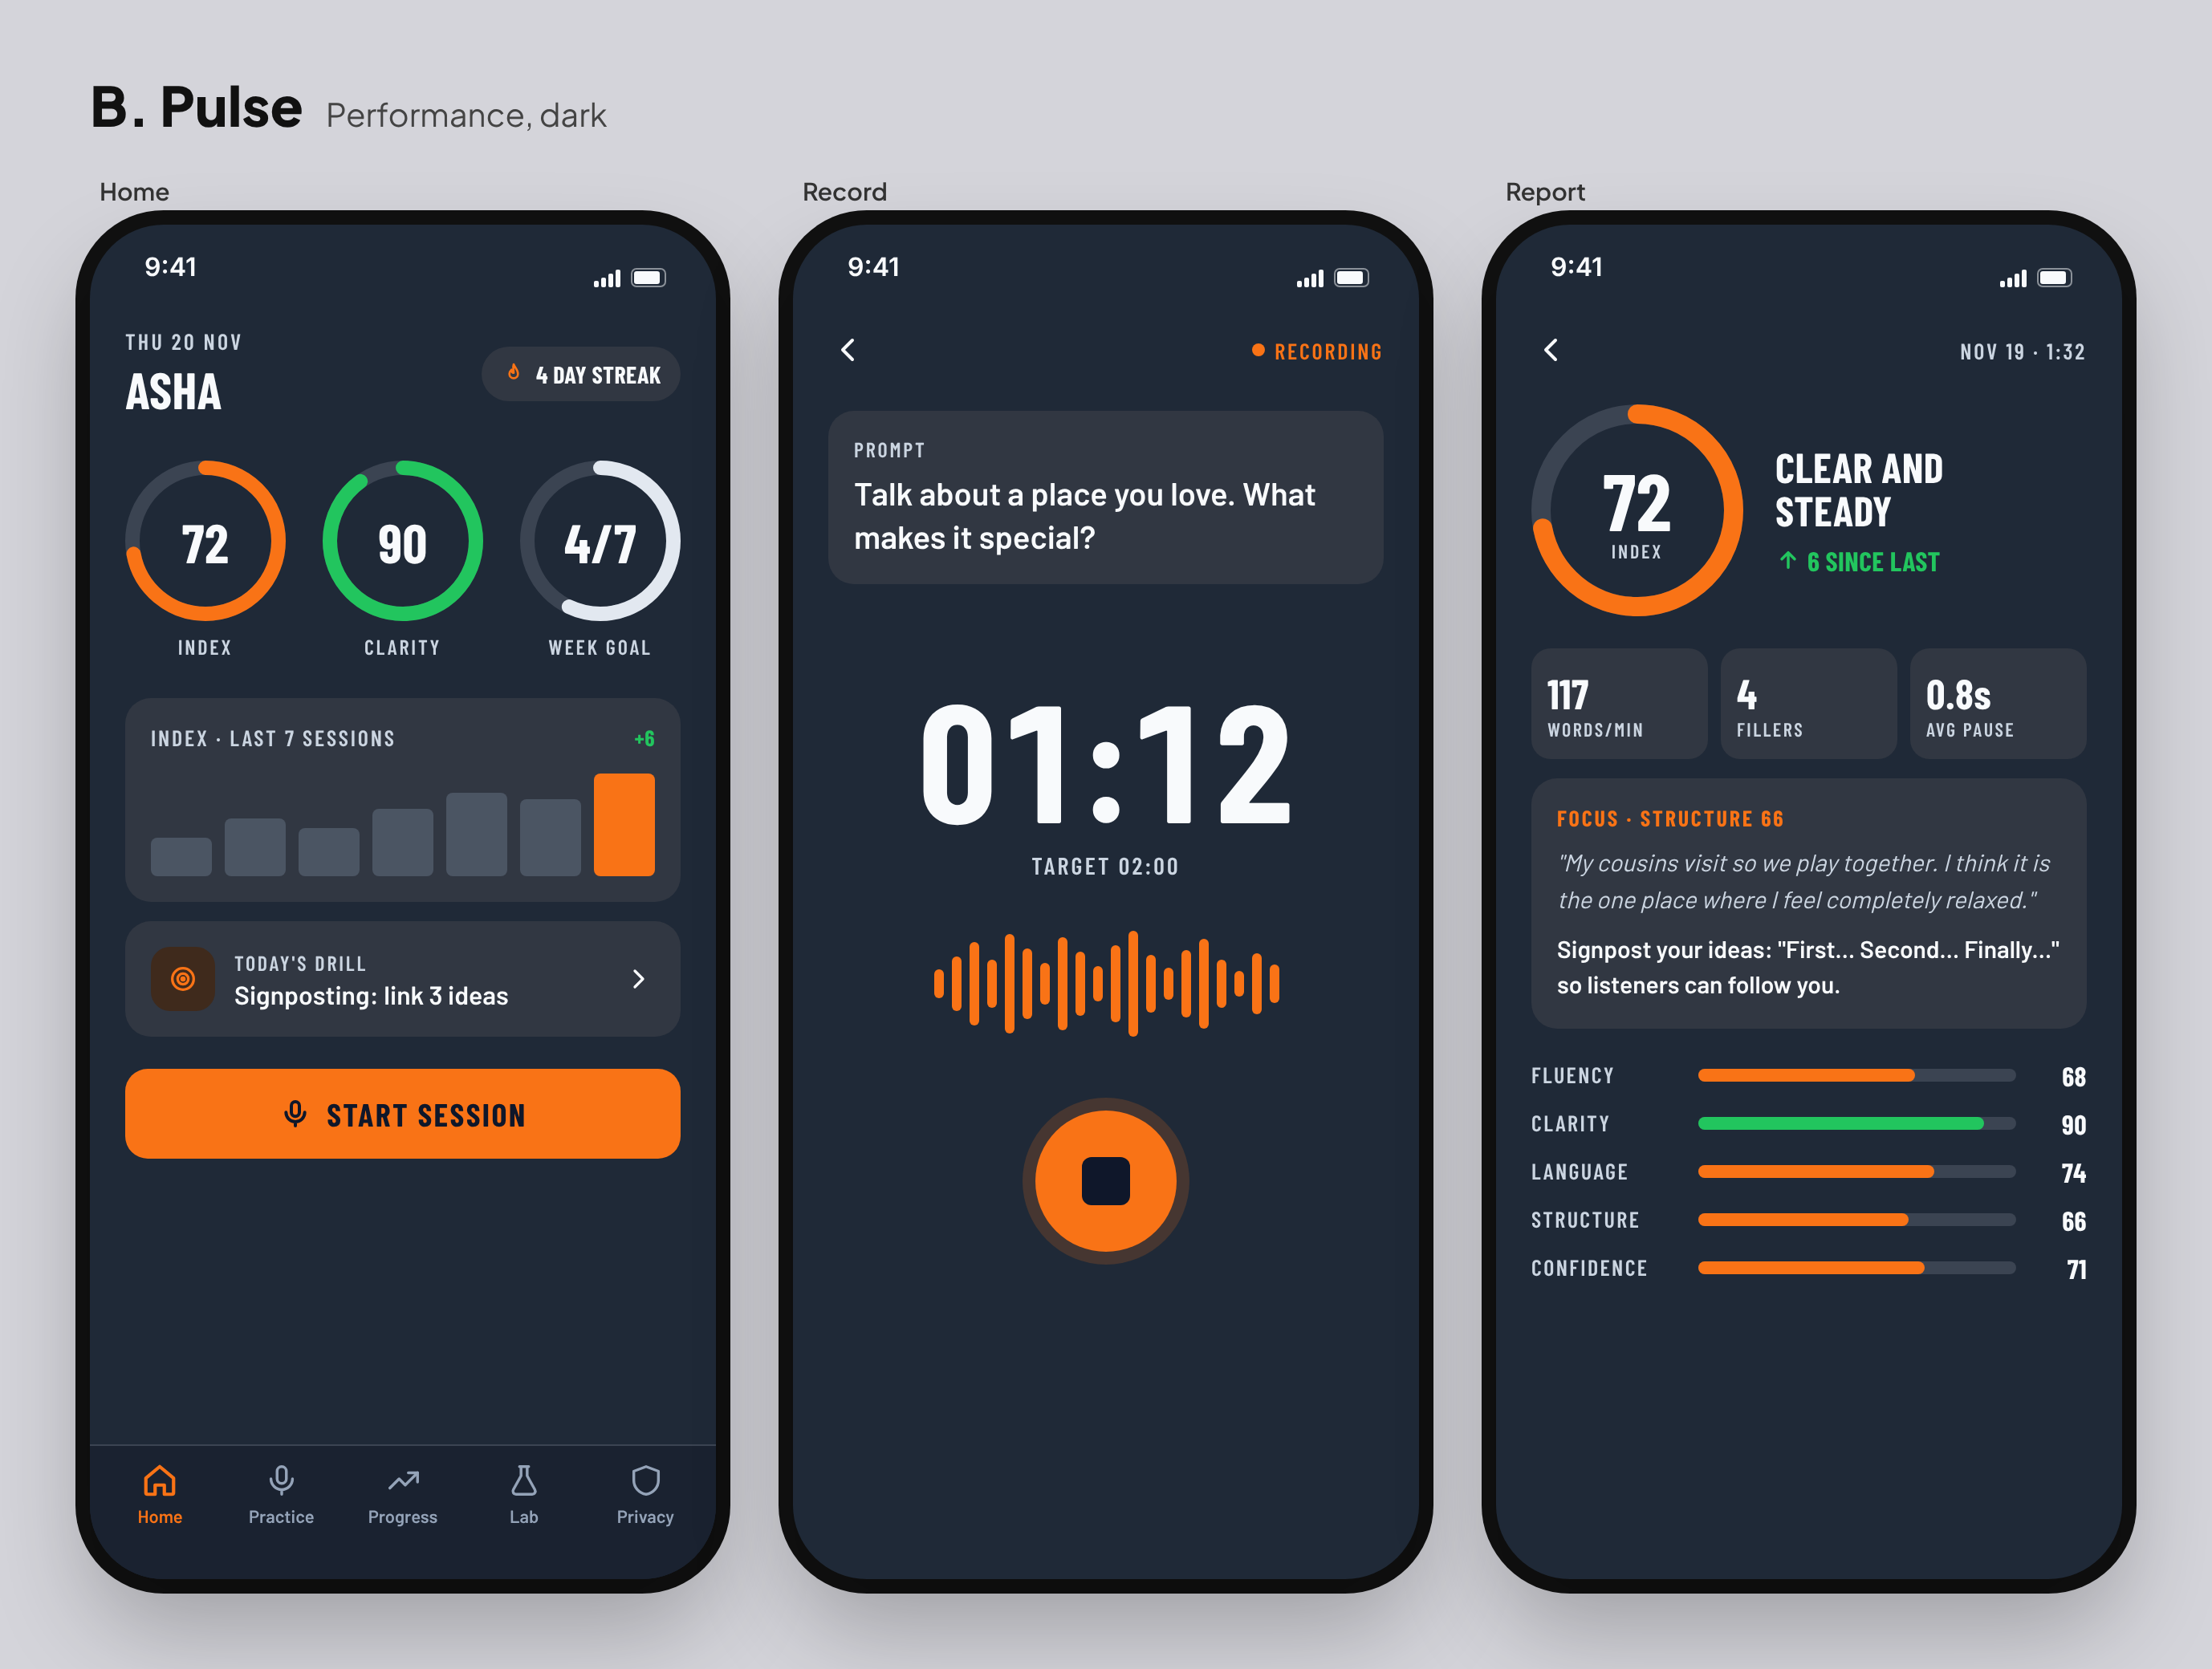 B. Pulse Performance, dark
Home
9:41
THU 20 NOV
ASHA
4 DAY STREAK
72
INDEX
90
CLARITY
4/7
WEEK GOAL
INDEX · LAST 7 SESSIONS
+6
TODAY'S DRILL
Signposting: link 3 ideas
START SESSION
Home
Practice
Progress
Lab
Privacy
Record
9:41
RECORDING
PROMPT
Talk about a place you love. What
makes it special?
01:12
TARGET 02:00
Report
9:41
NOV 19 · 1:32
72
INDEX
CLEAR AND
STEADY
6 SINCE LAST
117
WORDS/MIN
4
FILLERS
0.8s
AVG PAUSE
FOCUS · STRUCTURE 66
"My cousins visit so we play together. I think it is
the one place where I feel completely relaxed."
Signpost your ideas: "First... Second... Finally..."
so listeners can follow you.
FLUENCY 68
CLARITY 90
LANGUAGE 74
STRUCTURE 66
CONFIDENCE 71